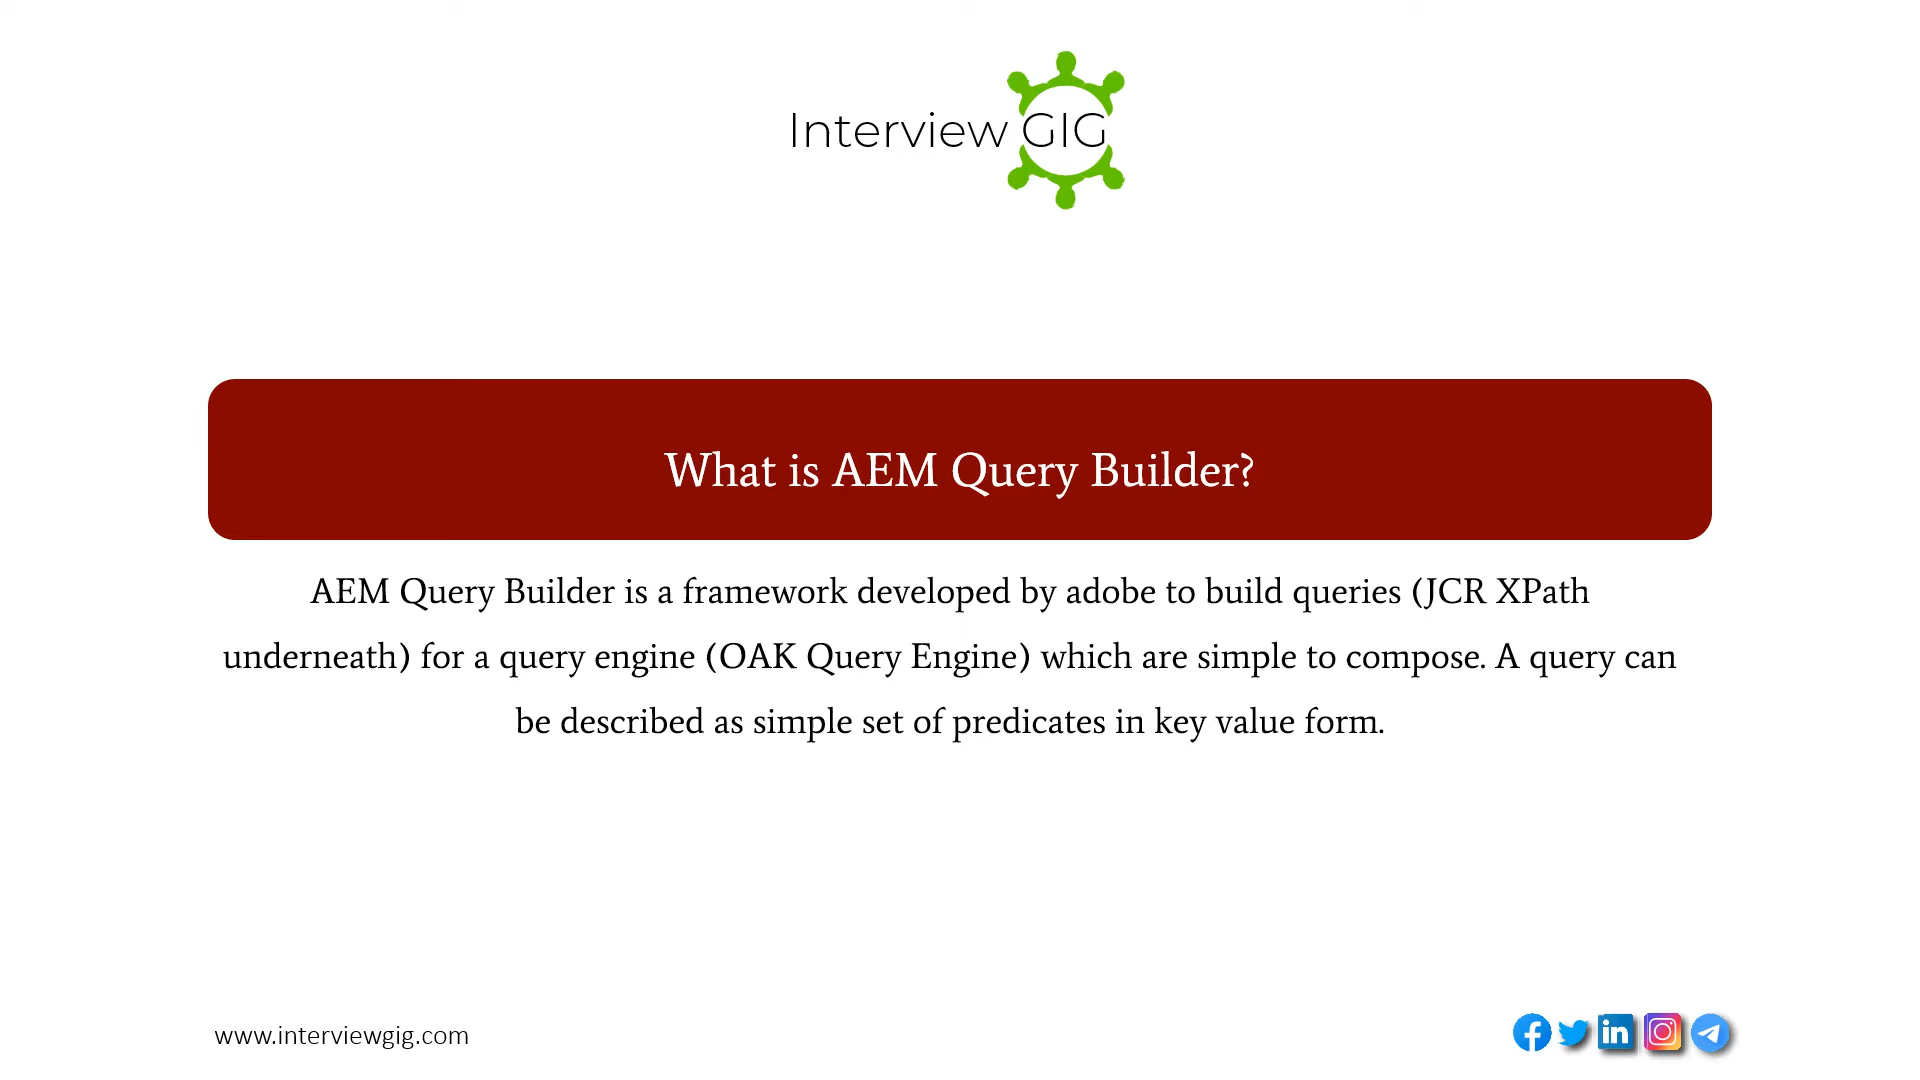 Interview GIG
What is AEM Query Builder?
AEM Query Builder is a framework developed by adobe to build queries (JCR XPath
underneath) for a query engine (OAK Query Engine) which are simple to compose. A query can
be described as simple set of predicates in key value form.
www.interviewgig.com